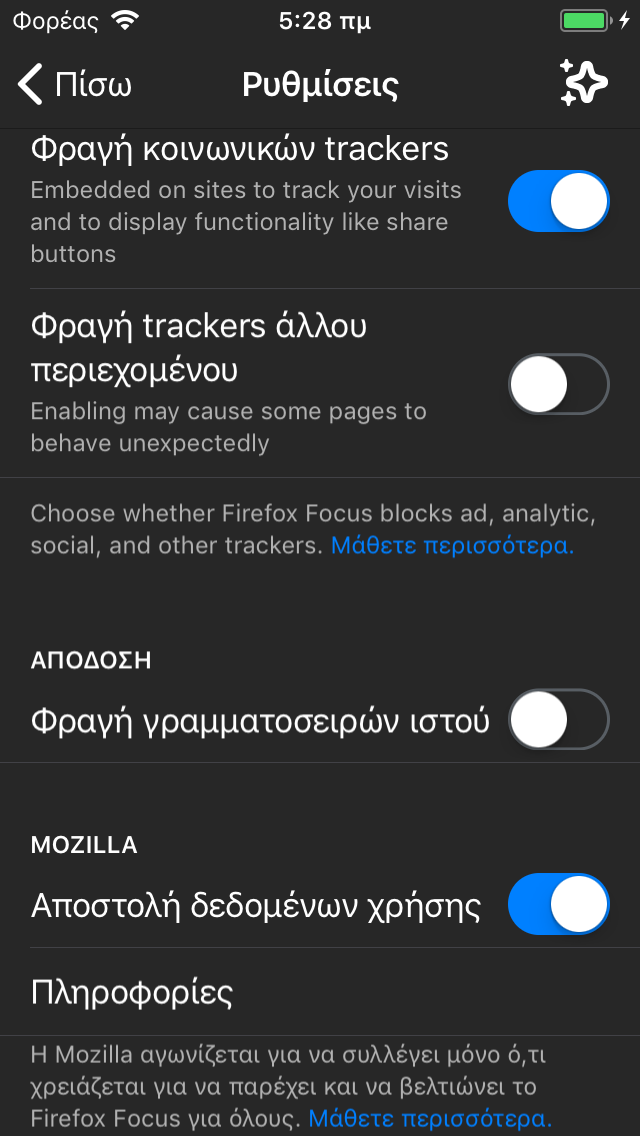 Φορέας 5:28 πμ
Πίσω Ρυθμίσεις
Φραγή κοινωνικών trackers
Embedded on sites to track your visits
and to display functionality like share
buttons
Φραγή trackers άλλου
περιεχομένου
Enabling may cause some pages to
behave unexpectedly
Choose whether Firefox Focus blocks ad, analytic,
social, and other trackers. Μάθετε περισσότερα.
ΑΠΟΔΟΣΗ
Φραγή γραμματοσειρών ιστού
MOZILLA
Αποστολή δεδομένων χρήσης
Πληροφορίες
Η Mozilla αγωνίζεται για να συλλέγει μόνο ό,τι
χρειάζεται για να παρέχει και να βελτιώνει το
Firefox Focus για όλους. Μάθετε περισσότερα.